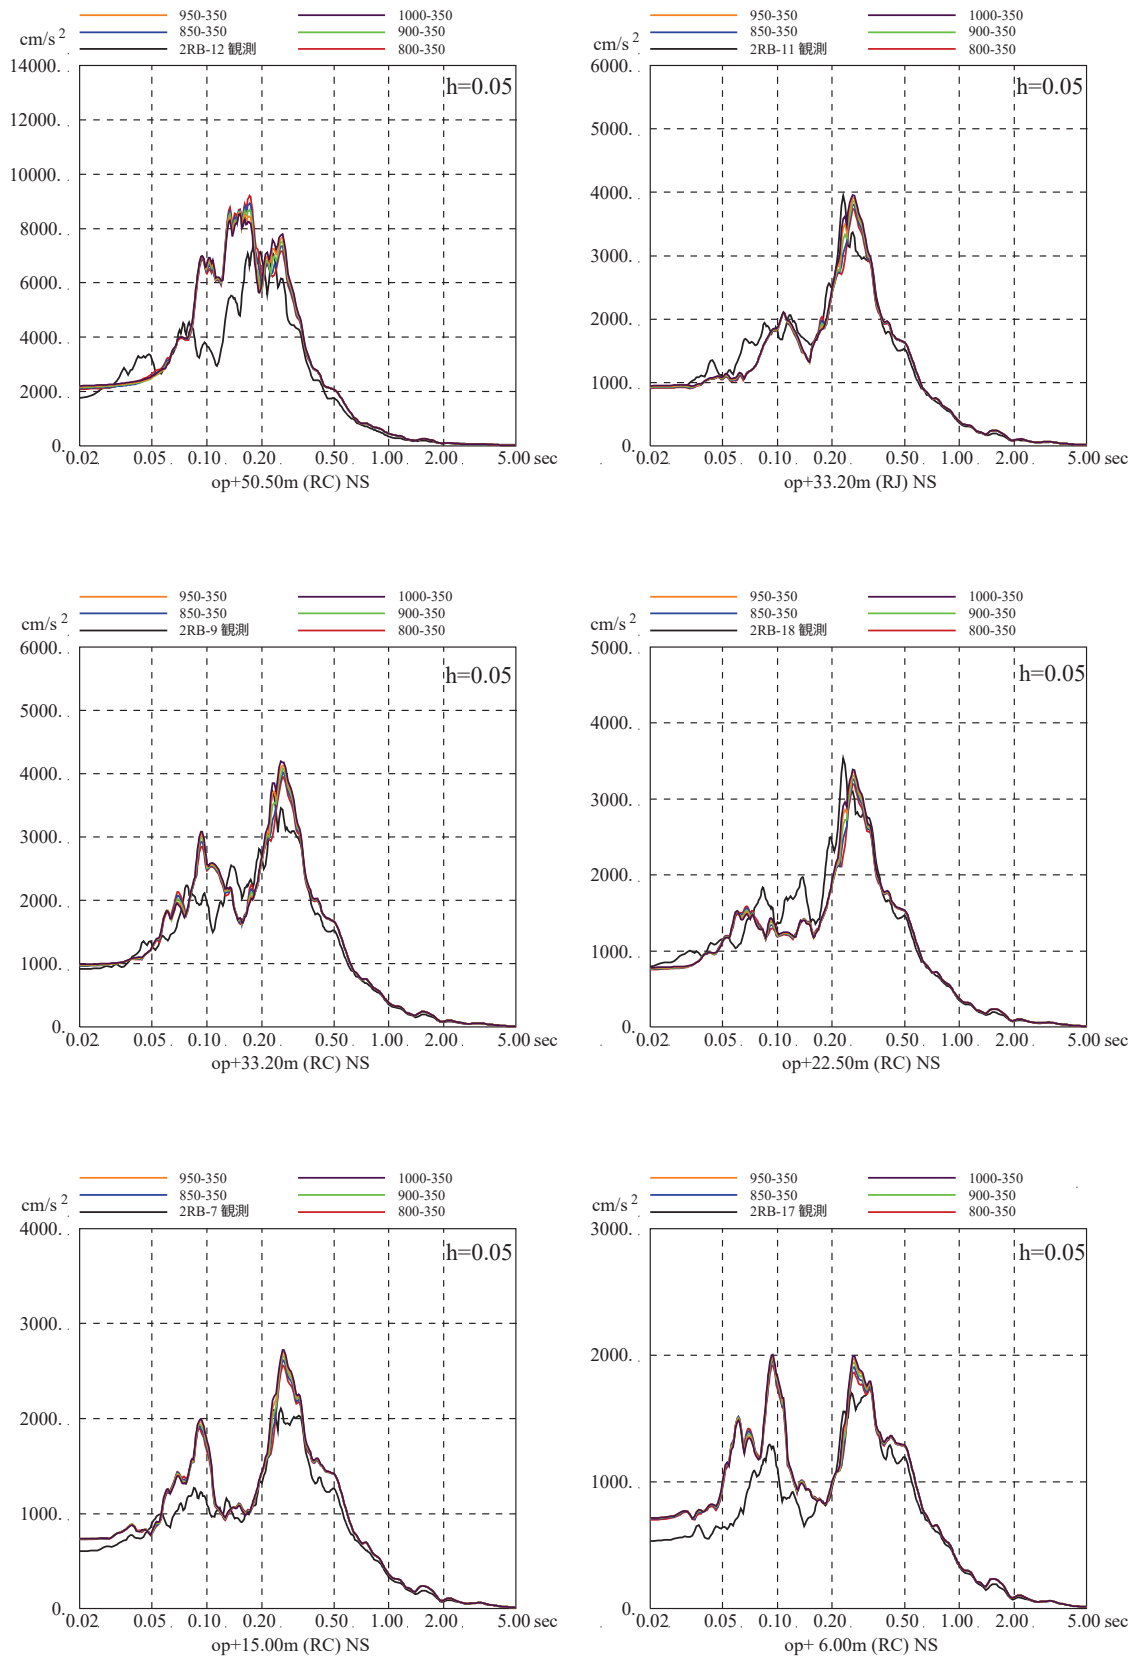 950-350 1000-350
850-350 900-350
2RB-12 観測 800-350
cm/s 2
14000.
h=0.05
12000.
10000.
8000.
6000.
4000.
2000.
0.
0.02 0.05 0.10 0.20 0.50 1.00 2.00 5.00 sec
op+50.50m (RC) NS
950-350 1000-350
850-350 900-350
2RB-11 観測 800-350
cm/s 2
6000.
h=0.05
5000.
4000.
3000.
2000.
1000.
0.
0.02 0.05 0.10 0.20 0.50 1.00 2.00 5.00 sec
op+33.20m (RJ) NS
950-350 1000-350
850-350 900-350
2RB-9 観測 800-350
cm/s 2
6000.
h=0.05
5000.
4000.
3000.
2000.
1000.
0.
0.02 0.05 0.10 0.20 0.50 1.00 2.00 5.00 sec
op+33.20m (RC) NS
950-350 1000-350
850-350 900-350
2RB-18 観測 800-350
cm/s 2
5000.
h=0.05
4000.
3000.
2000.
1000.
0.
0.02 0.05 0.10 0.20 0.50 1.00 2.00 5.00 sec
op+22.50m (RC) NS
950-350 1000-350
850-350 900-350
2RB-7 観測 800-350
cm/s 2
4000.
h=0.05
3000.
2000.
1000.
0.
0.02 0.05 0.10 0.20 0.50 1.00 2.00 5.00 sec
op+15.00m (RC) NS
950-350 1000-350
850-350 900-350
2RB-17 観測 800-350
cm/s 2
3000.
h=0.05
2000.
1000.
0.
0.02 0.05 0.10 0.20 0.50 1.00 2.00 5.00 sec
op+ 6.00m (RC) NS